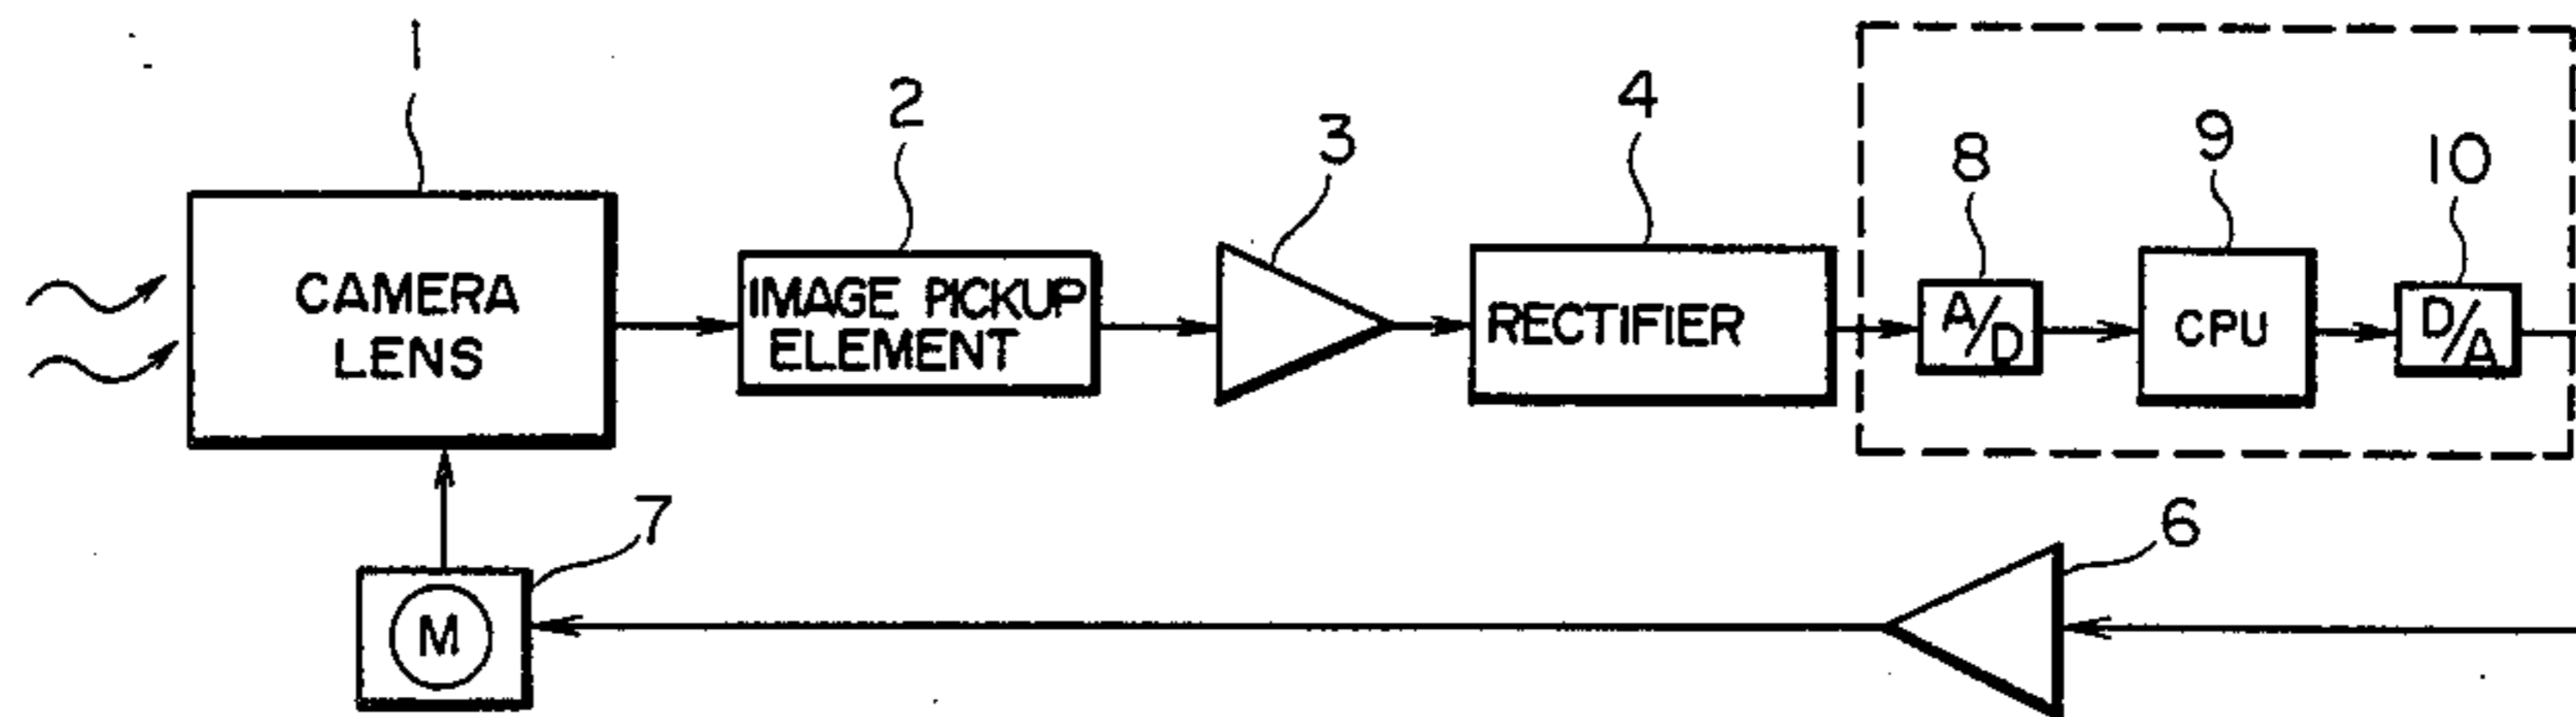 1
2
3
4
8
9
10
CAMERA
LENS
IMAGE PICKUP
ELEMENT
RECTIFIER
A/D
CPU
D/A
7
6
M